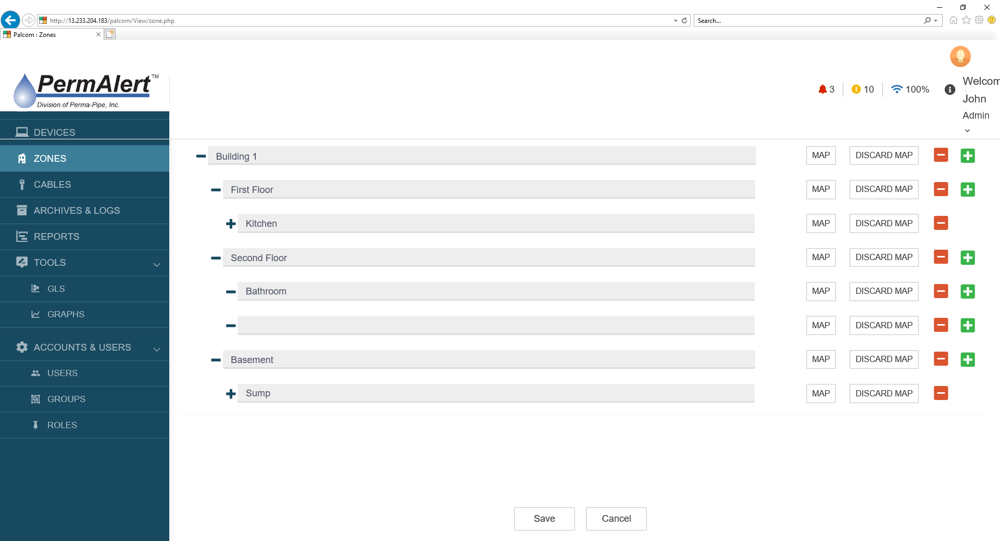 http://13.233.204.183/palcom/View/zone.php
Search...
Palcom : Zones
PermAlert™
Division of Perma-Pipe, Inc.
3
10
100%
Welcom
John
Admin
DEVICES
ZONES
CABLES
ARCHIVES & LOGS
REPORTS
TOOLS
GLS
GRAPHS
ACCOUNTS & USERS
USERS
GROUPS
ROLES
Building 1 MAP DISCARD MAP
First Floor MAP DISCARD MAP
Kitchen MAP DISCARD MAP
Second Floor MAP DISCARD MAP
Bathroom MAP DISCARD MAP
MAP DISCARD MAP
Basement MAP DISCARD MAP
Sump MAP DISCARD MAP
Save Cancel